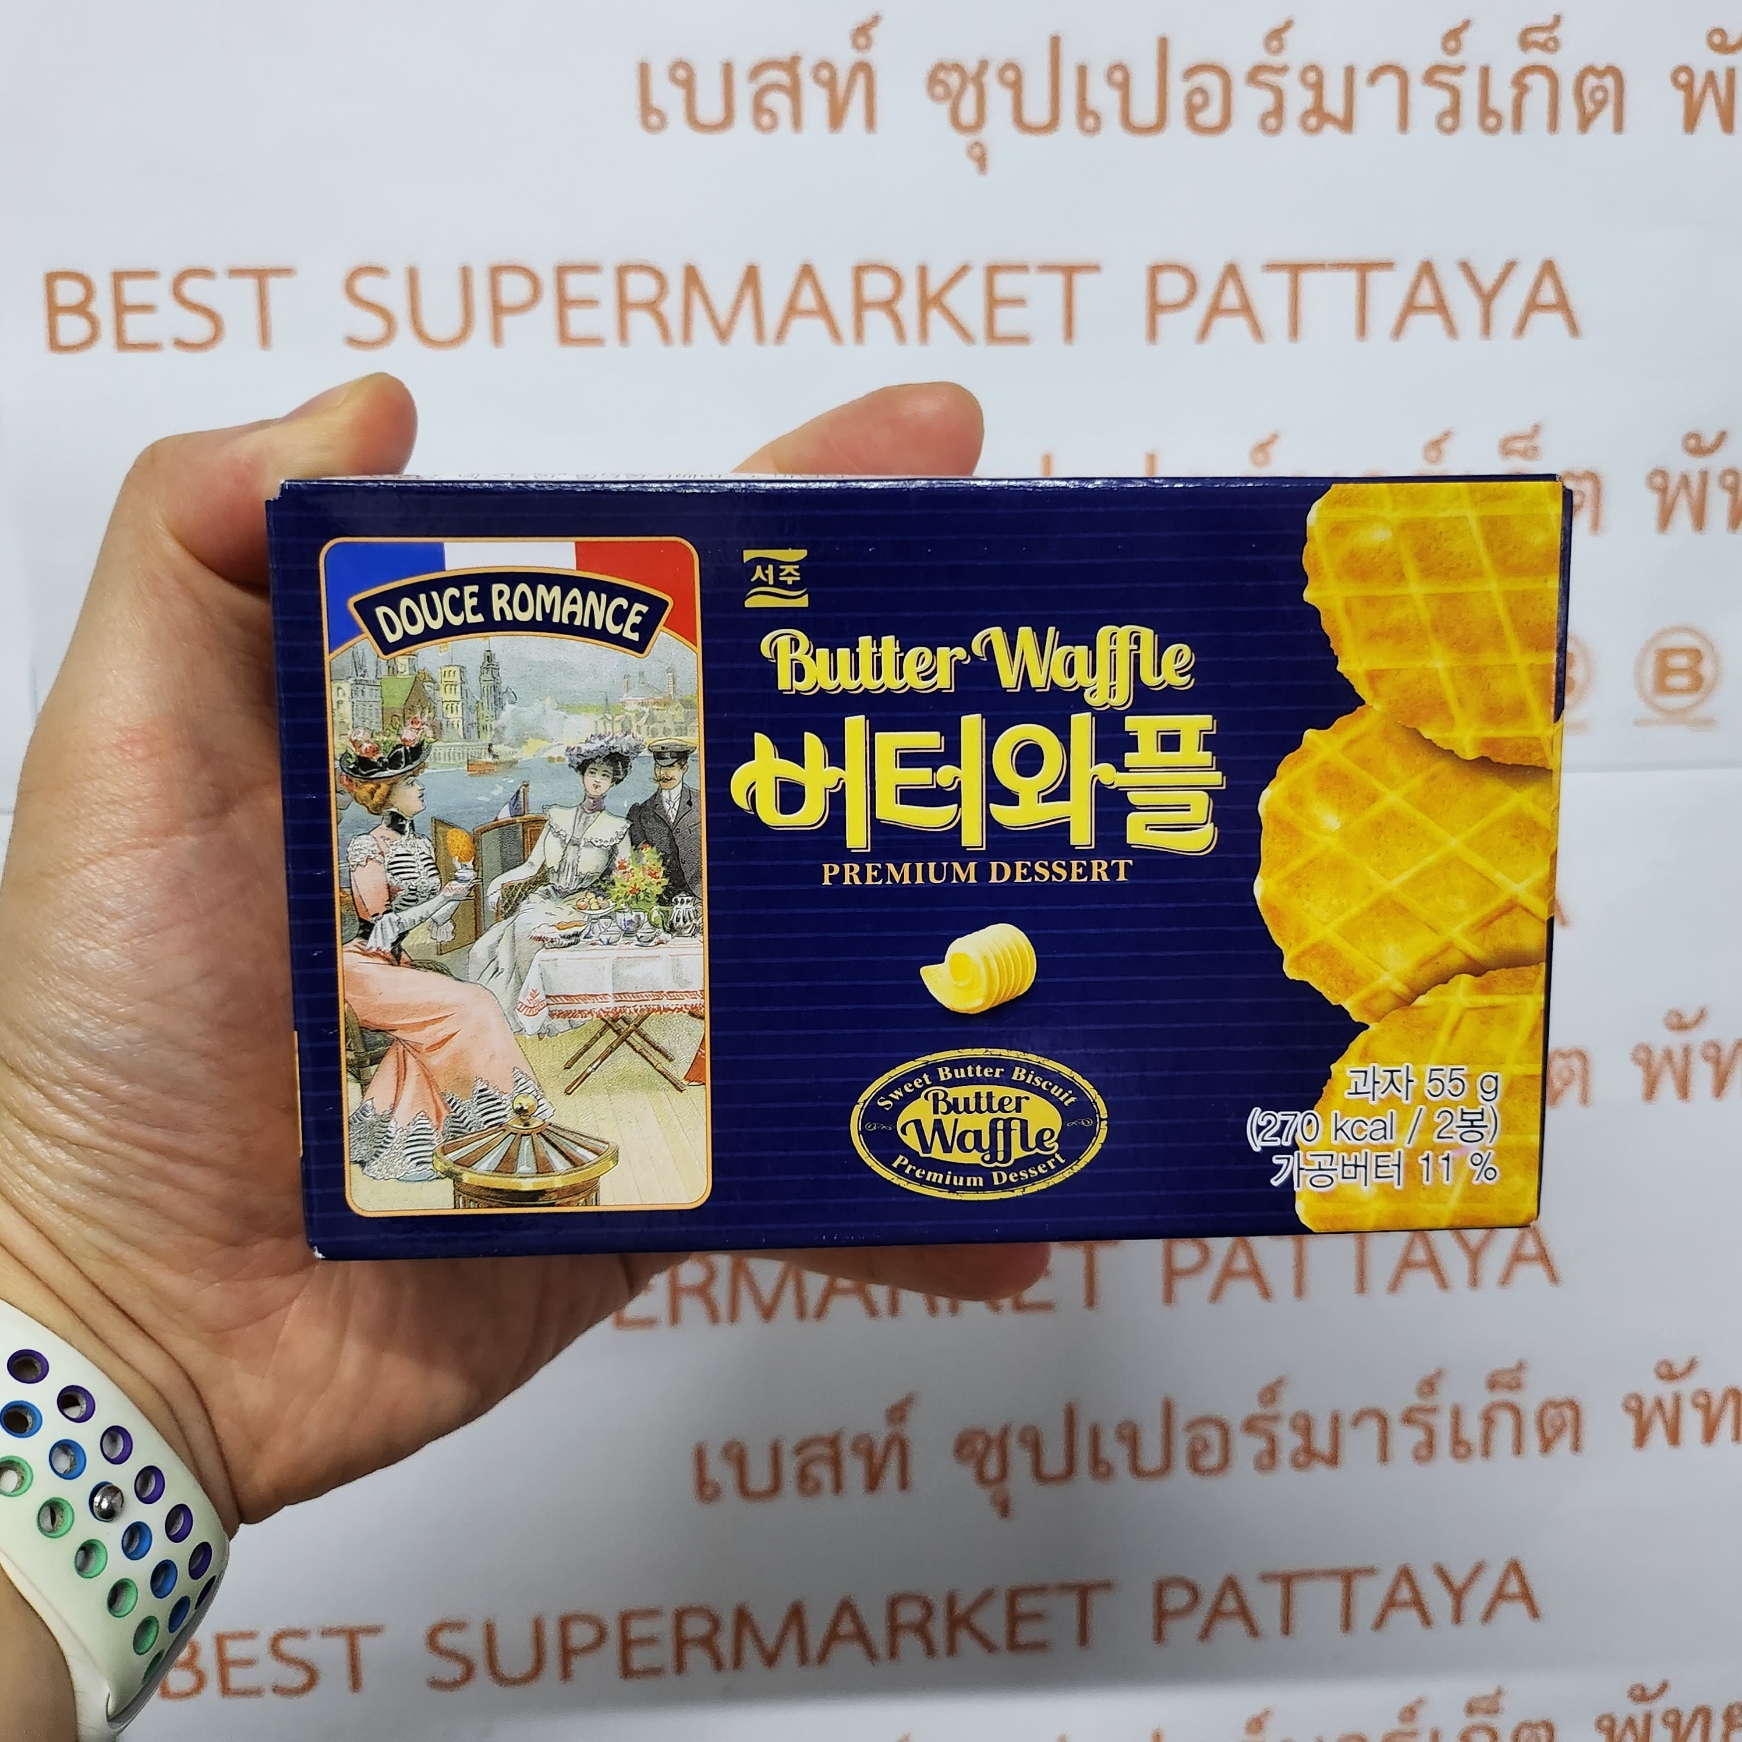 เบสท์ ซุปเปอร์มาร์เก็ต
BEST SUPERMARKET PATTAYA
B
DOUCE ROMANCE
서주
Butter Waffle
버터와플
PREMIUM DESSERT
Sweet Butter Biscuit
Butter
Waffle
Premium Dessert
과자 55 g
(270 kcal / 2봉)
가공버터 11 %
PATTAYA
เบสท์ ซุปเปอร์มาร์เก็ต
BEST SUPERMARKET PATTAYA